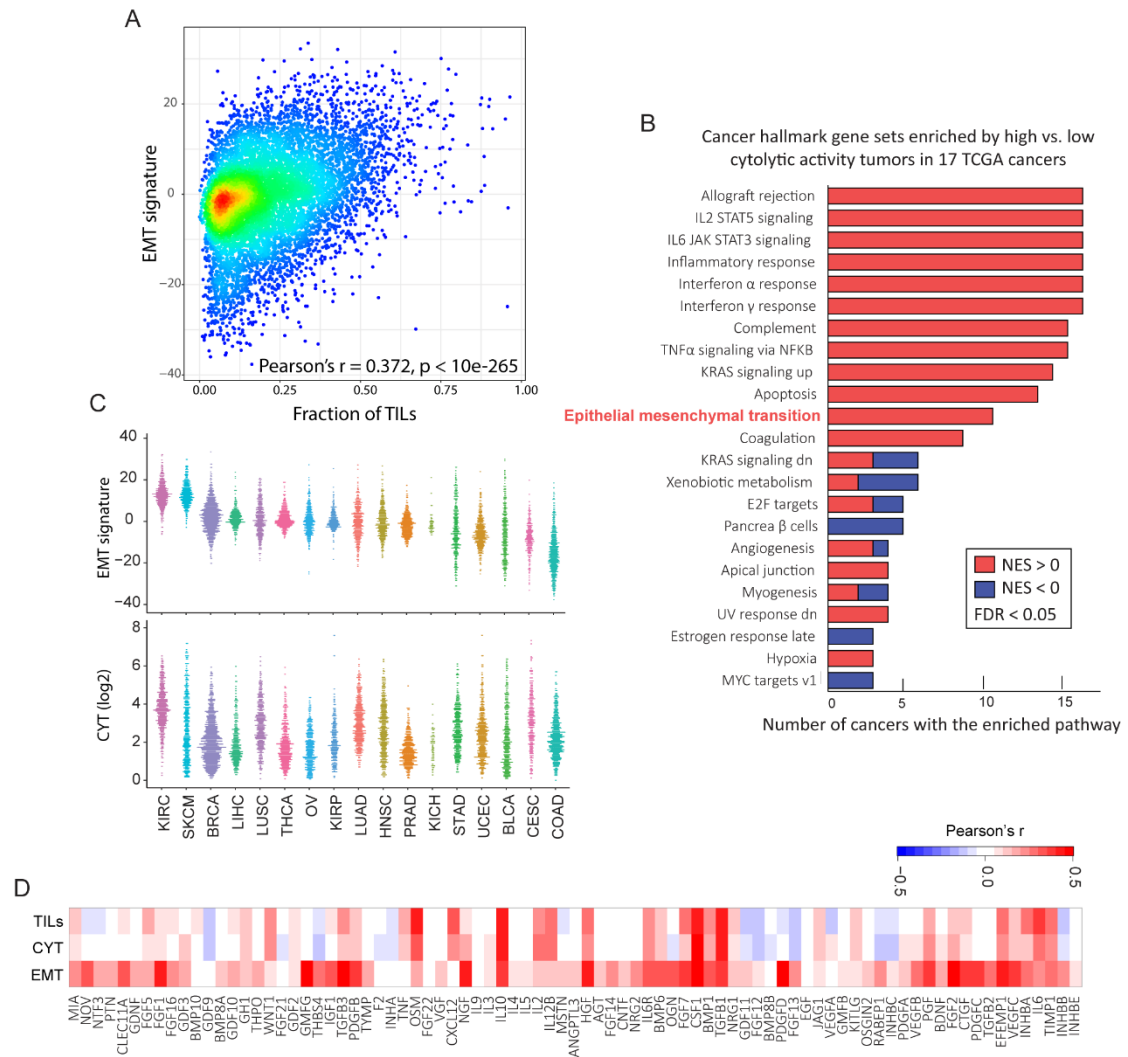 A
EMT signature
20
0
−20
−40
Pearson's r = 0.372, p < 10e-265
0.00
0.25
0.50
0.75
1.00
Fraction of TILs
B
Cancer hallmark gene sets enriched by high vs. low
cytolytic activity tumors in 17 TCGA cancers
Allograft rejection
IL2 STAT5 signaling
IL6 JAK STAT3 signaling
Inflammatory response
Interferon α response
Interferon γ response
Complement
TNFα signaling via NFKB
KRAS signaling up
Apoptosis
Epithelial mesenchymal transition
Coagulation
KRAS signaling dn
Xenobiotic metabolism
E2F targets
Pancrea β cells
Angiogenesis
Apical junction
Myogenesis
UV response dn
Estrogen response late
Hypoxia
MYC targets v1
NES > 0
NES < 0
FDR < 0.05
0
5
10
15
Number of cancers with the enriched pathway
C
EMT signature
40
20
0
−20
−40
CYT (log2)
8
6
4
2
0
KIRC
SKCM
BRCA
LIHC
LUSC
THCA
OV
KIRP
LUAD
HNSC
PRAD
KICH
STAD
UCEC
BLCA
CESC
COAD
Pearson's r
−0.5
0.0
0.5
D
TILs
CYT
EMT
MIA
NOV
NTF3
PTN
CLEC11A
GDNF
FGF5
FGF1
FGF16
GDF3
BMP10
GDF9
BMP8A
GDF10
GH1
THPO
WNT1
FGF21
GDF2
GMFG
THBS4
IGF1
TGFB3
PDGFB
TYMP
F2
INHA
TNF
OSM
FGF22
VGF
CXCL12
NGF
IL9
IL3
IL10
IL4
IL5
IL2
IL12B
MST1
ANGPTL3
HGF
AGT
FGF14
CNTF
NRG2
IL6R
BMP6
OGN
FGF7
CSF1
BMP1
TGFB1
NRG1
GDF11
FGF12
BMP8B
PDGFD
FGF13
EGF
JAG1
VEGFA
GMFB
KITLG
OSGIN2
RABEP1
INHBC
PDGFA
VEGFB
PGF
BDNF
FGF2
CTGF
PDGFC
TGFB2
EFEMP1
VEGFC
INHBA
IL6
TIMP1
INHBB
INHBE